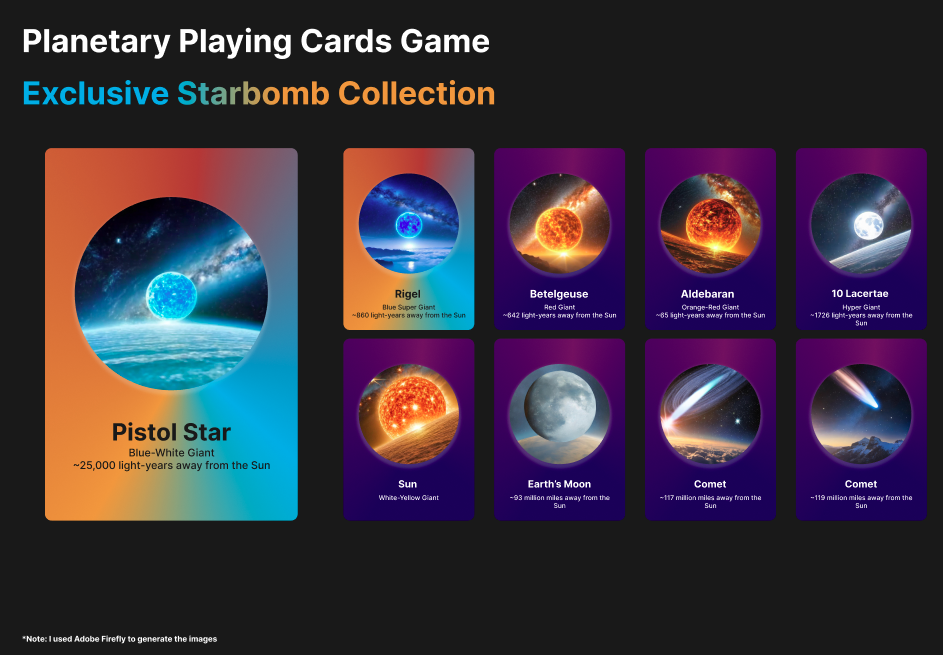 Planetary Playing Cards Game
Exclusive Starbomb Collection
Pistol Star
Blue-White Giant
~25,000 light-years away from the Sun
Rigel
Blue Super Giant
~860 light-years away from the Sun
Betelgeuse
Red Giant
~642 light-years away from the Sun
Aldebaran
Orange-Red Giant
~65 light-years away from the Sun
10 Lacertae
Hyper Giant
~1726 light-years away from the
Sun
Sun
White-Yellow Giant
Earth's Moon
~93 million miles away from the
Sun
Comet
~117 million miles away from the
Sun
Comet
~119 million miles away from the
Sun
*Note: I used Adobe Firefly to generate the images